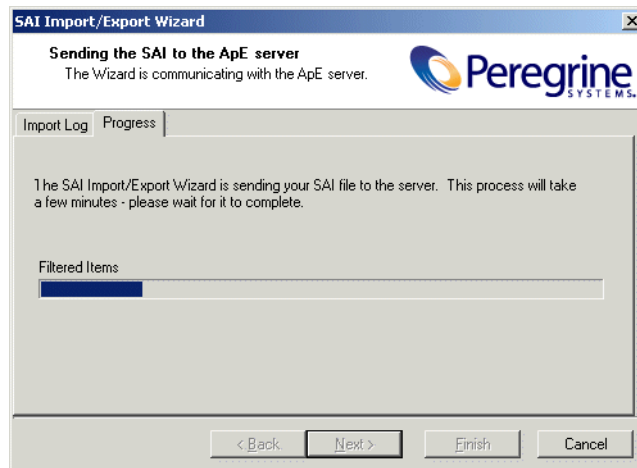 SAI Import/Export Wizard
Sending the SAI to the ApE server
The Wizard is communicating with the ApE server.
Peregrine
SYSTEMS®
Import Log
Progress
The SAI Import/Export Wizard is sending your SAI file to the server. This process will take
a few minutes - please wait for it to complete.
Filtered Items
< Back
Next >
Finish
Cancel